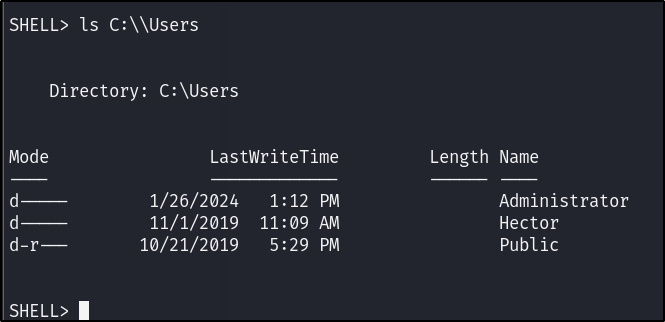 SHELL> ls C:\\Users
Directory: C:\Users
Mode LastWriteTime Length Name
---- ------------- ------ ----
d----- 1/26/2024 1:12 PM Administrator
d----- 11/1/2019 11:09 AM Hector
d-r--- 10/21/2019 5:29 PM Public
SHELL>